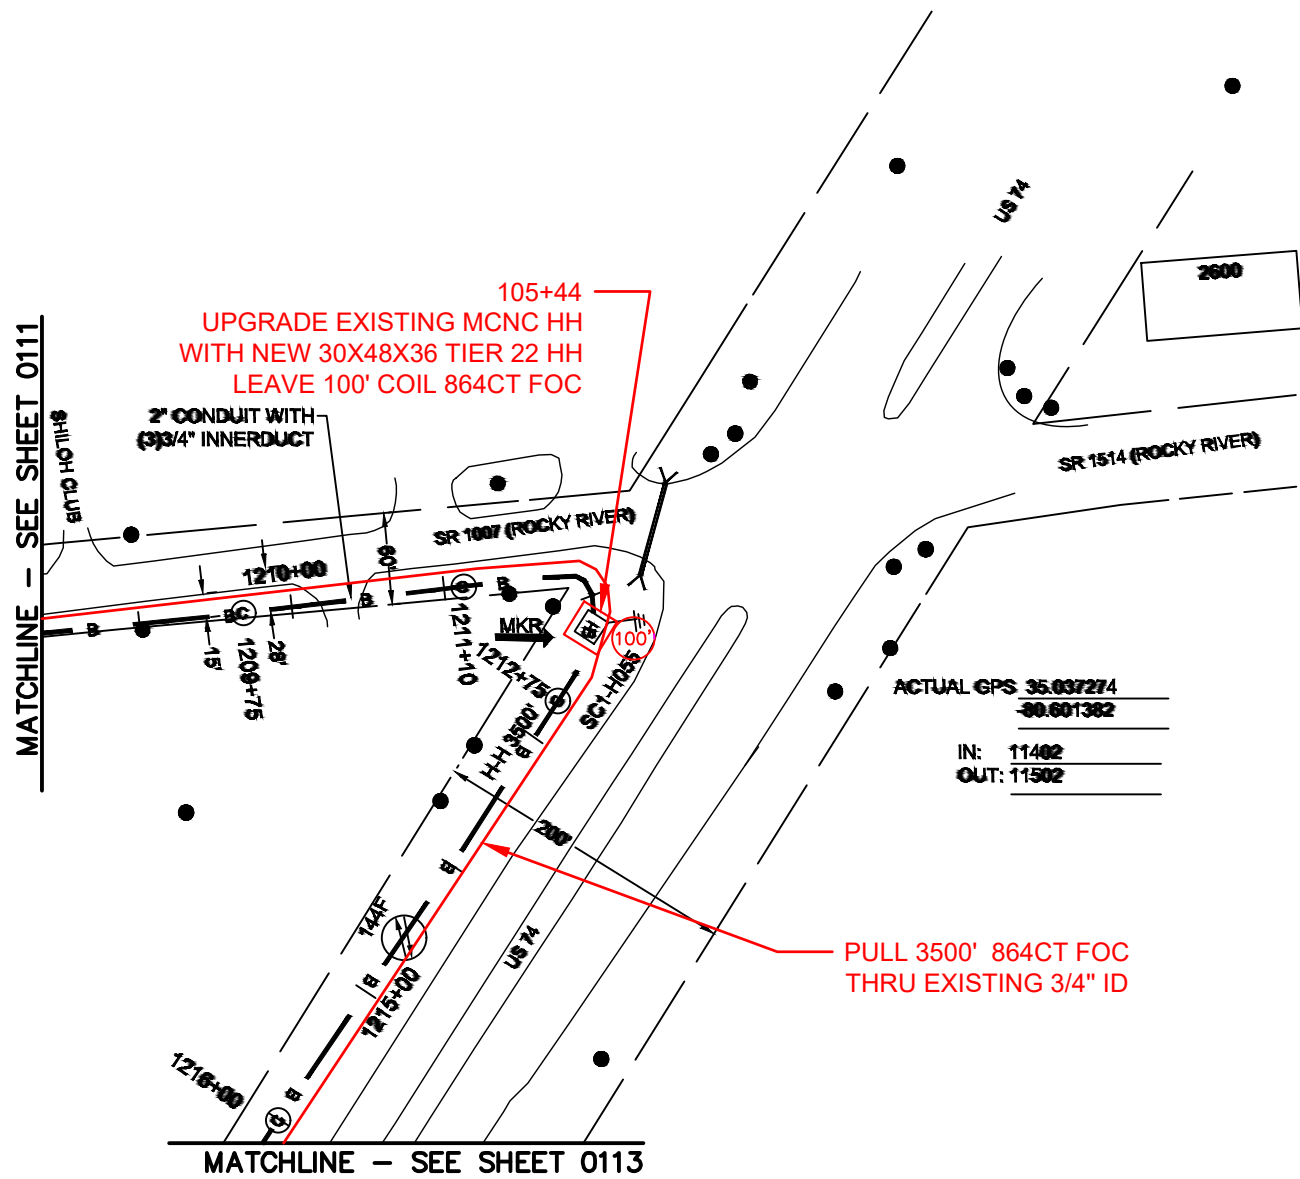 105+44
UPGRADE EXISTING MCNC HH
WITH NEW 30X48X36 TIER 22 HH
LEAVE 100' COIL 864CT FOC
2" CONDUIT WITH
(3)3/4" INNERDUCT
MATCHLINE – SEE SHEET 0111
SHILOH CLUB
US 74
2600
SR 1514 (ROCKY RIVER)
SR 1007 (ROCKY RIVER)
60'
1210+00
B
B
B
B
C
C
15'
1209+75
28'
1211+10
MKR
HH
100'
1212+75
C
SC1-H055
HH 3500'
B
ACTUAL GPS 35.037274
-80.601382
IN: 11402
OUT: 11502
200'
B
144F
US 74
B
1215+00
PULL 3500' 864CT FOC
THRU EXISTING 3/4" ID
1216+00
B
C
MATCHLINE – SEE SHEET 0113